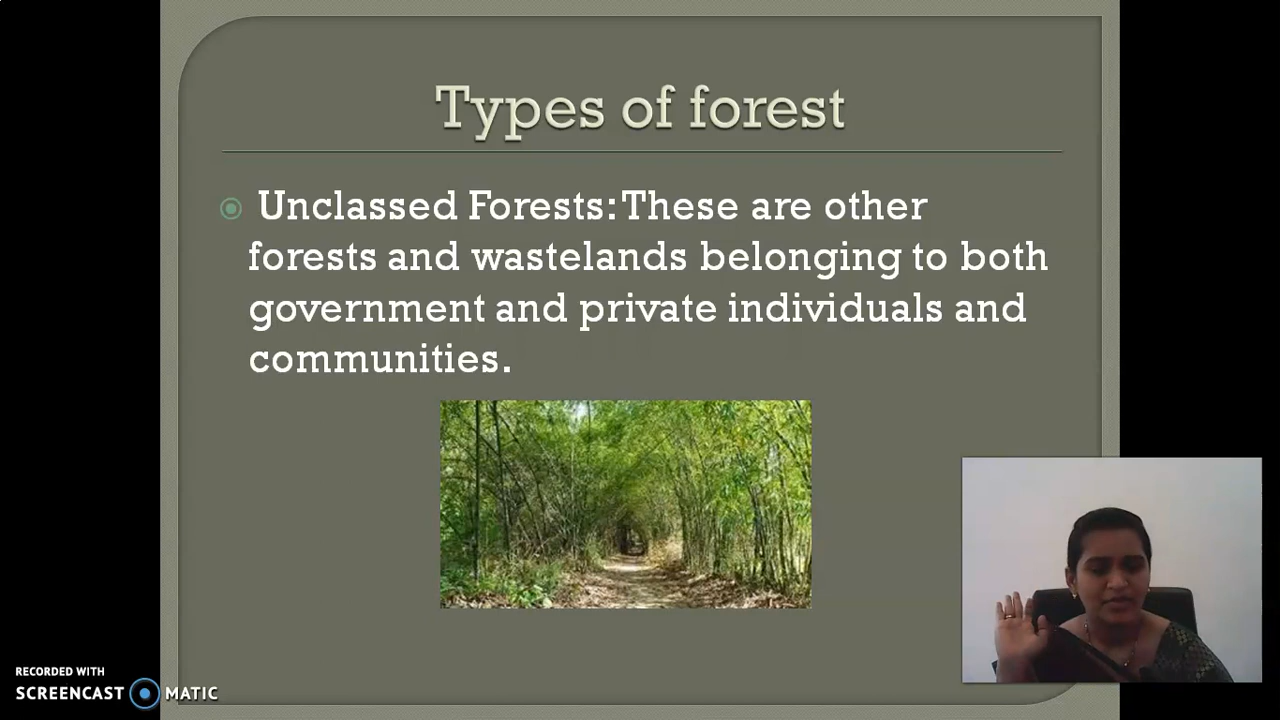 Types of forest
Unclassed Forests: These are other
forests and wastelands belonging to both
government and private individuals and
communities.
RECORDED WITH
SCREENCAST MATIC